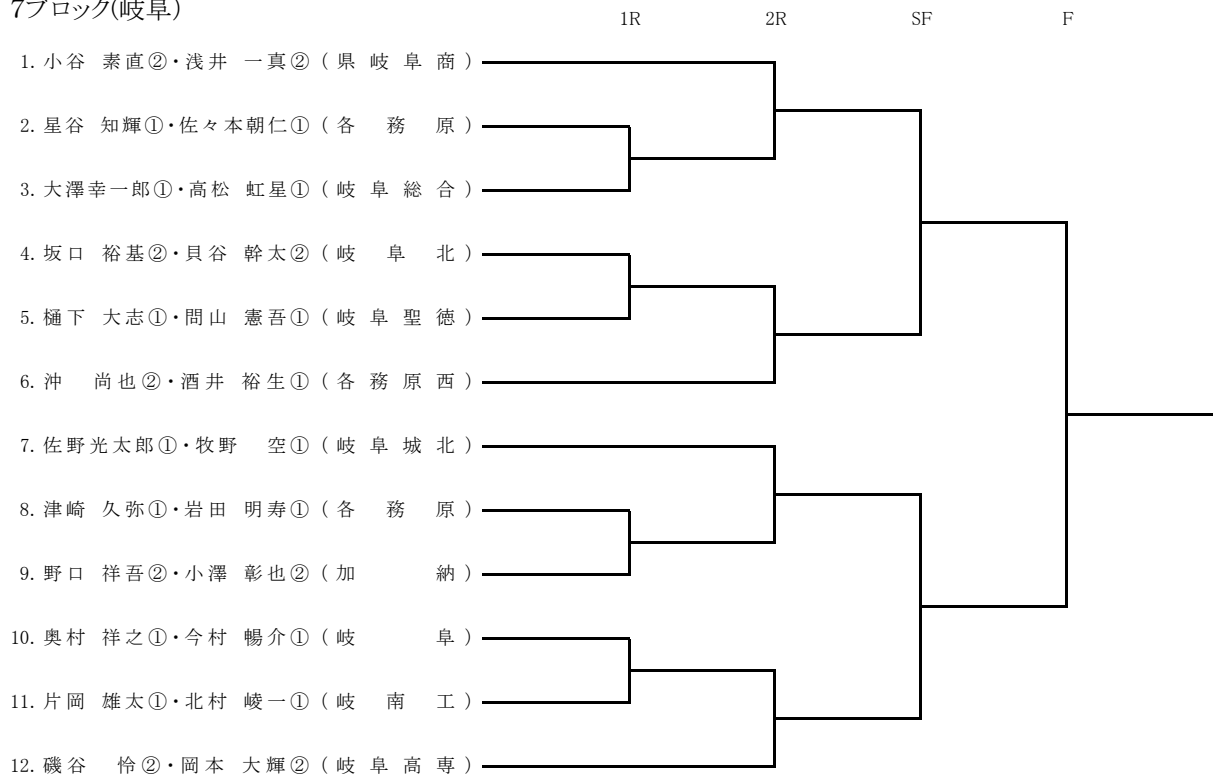 7ブロック(岐阜)
1R 2R SF F
1. 小谷 素直②・浅井 一真② ( 県 岐 阜 商 )
2. 星谷 知輝①・佐々本朝仁① ( 各 務 原 )
3. 大澤幸一郎①・高松 虹星① ( 岐 阜 総 合 )
4. 坂口 裕基②・貝谷 幹太② ( 岐 阜 北 )
5. 樋下 大志①・問山 憲吾① ( 岐 阜 聖 徳 )
6. 沖 尚也②・酒井 裕生① ( 各 務 原 西 )
7. 佐野光太郎①・牧野 空① ( 岐 阜 城 北 )
8. 津崎 久弥①・岩田 明寿① ( 各 務 原 )
9. 野口 祥吾②・小澤 彰也② ( 加 納 )
10. 奥村 祥之①・今村 暢介① ( 岐 阜 )
11. 片岡 雄太①・北村 崚一① ( 岐 南 工 )
12. 磯谷 怜②・岡本 大輝② ( 岐 阜 高 専 )